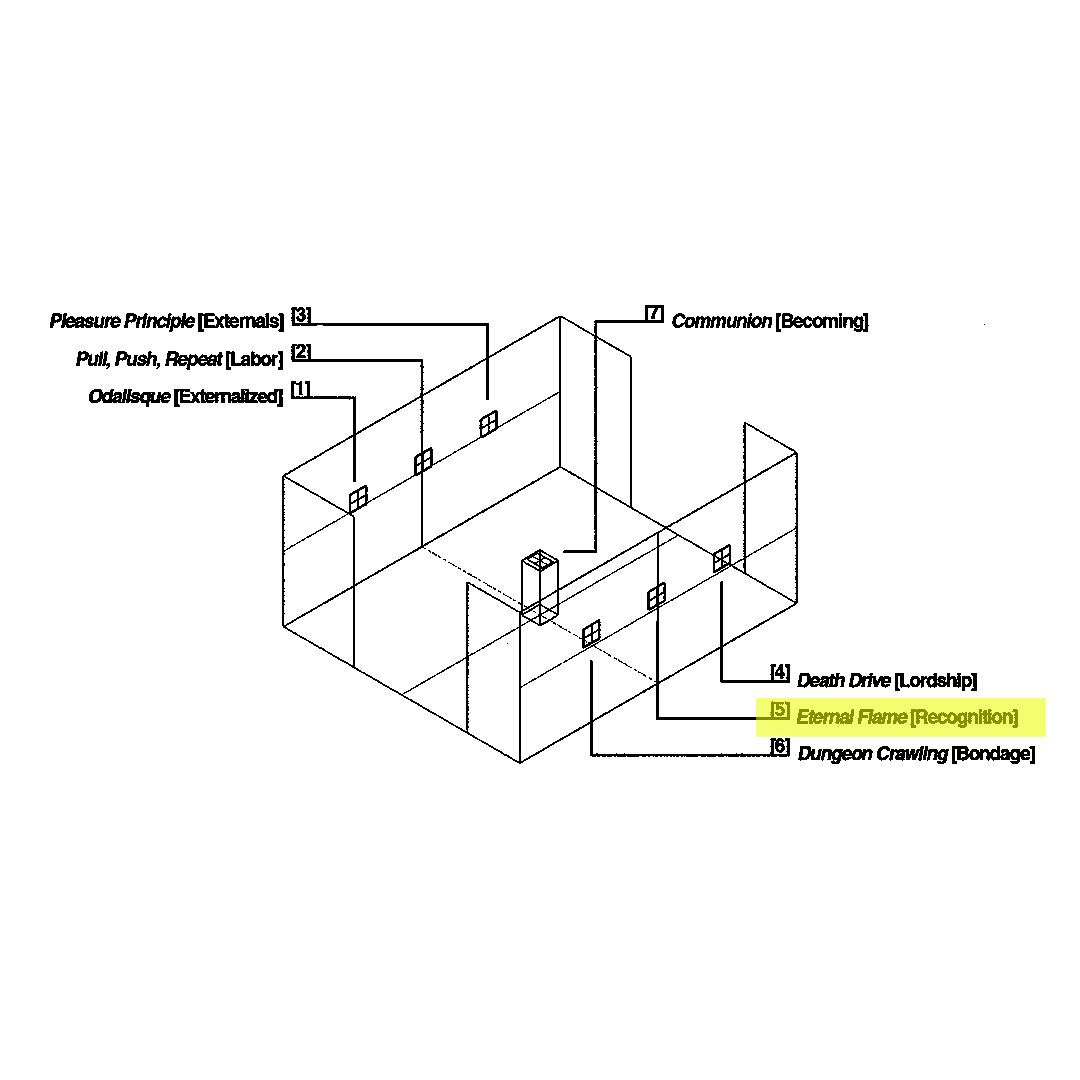 Pleasure Principle [Externals] [3]
Pull, Push, Repeat [Labor] [2]
Odalisque [Externalized] [1]
[7] Communion [Becoming]
[4] Death Drive [Lordship]
[5] Eternal Flame [Recognition]
[6] Dungeon Crawling [Bondage]